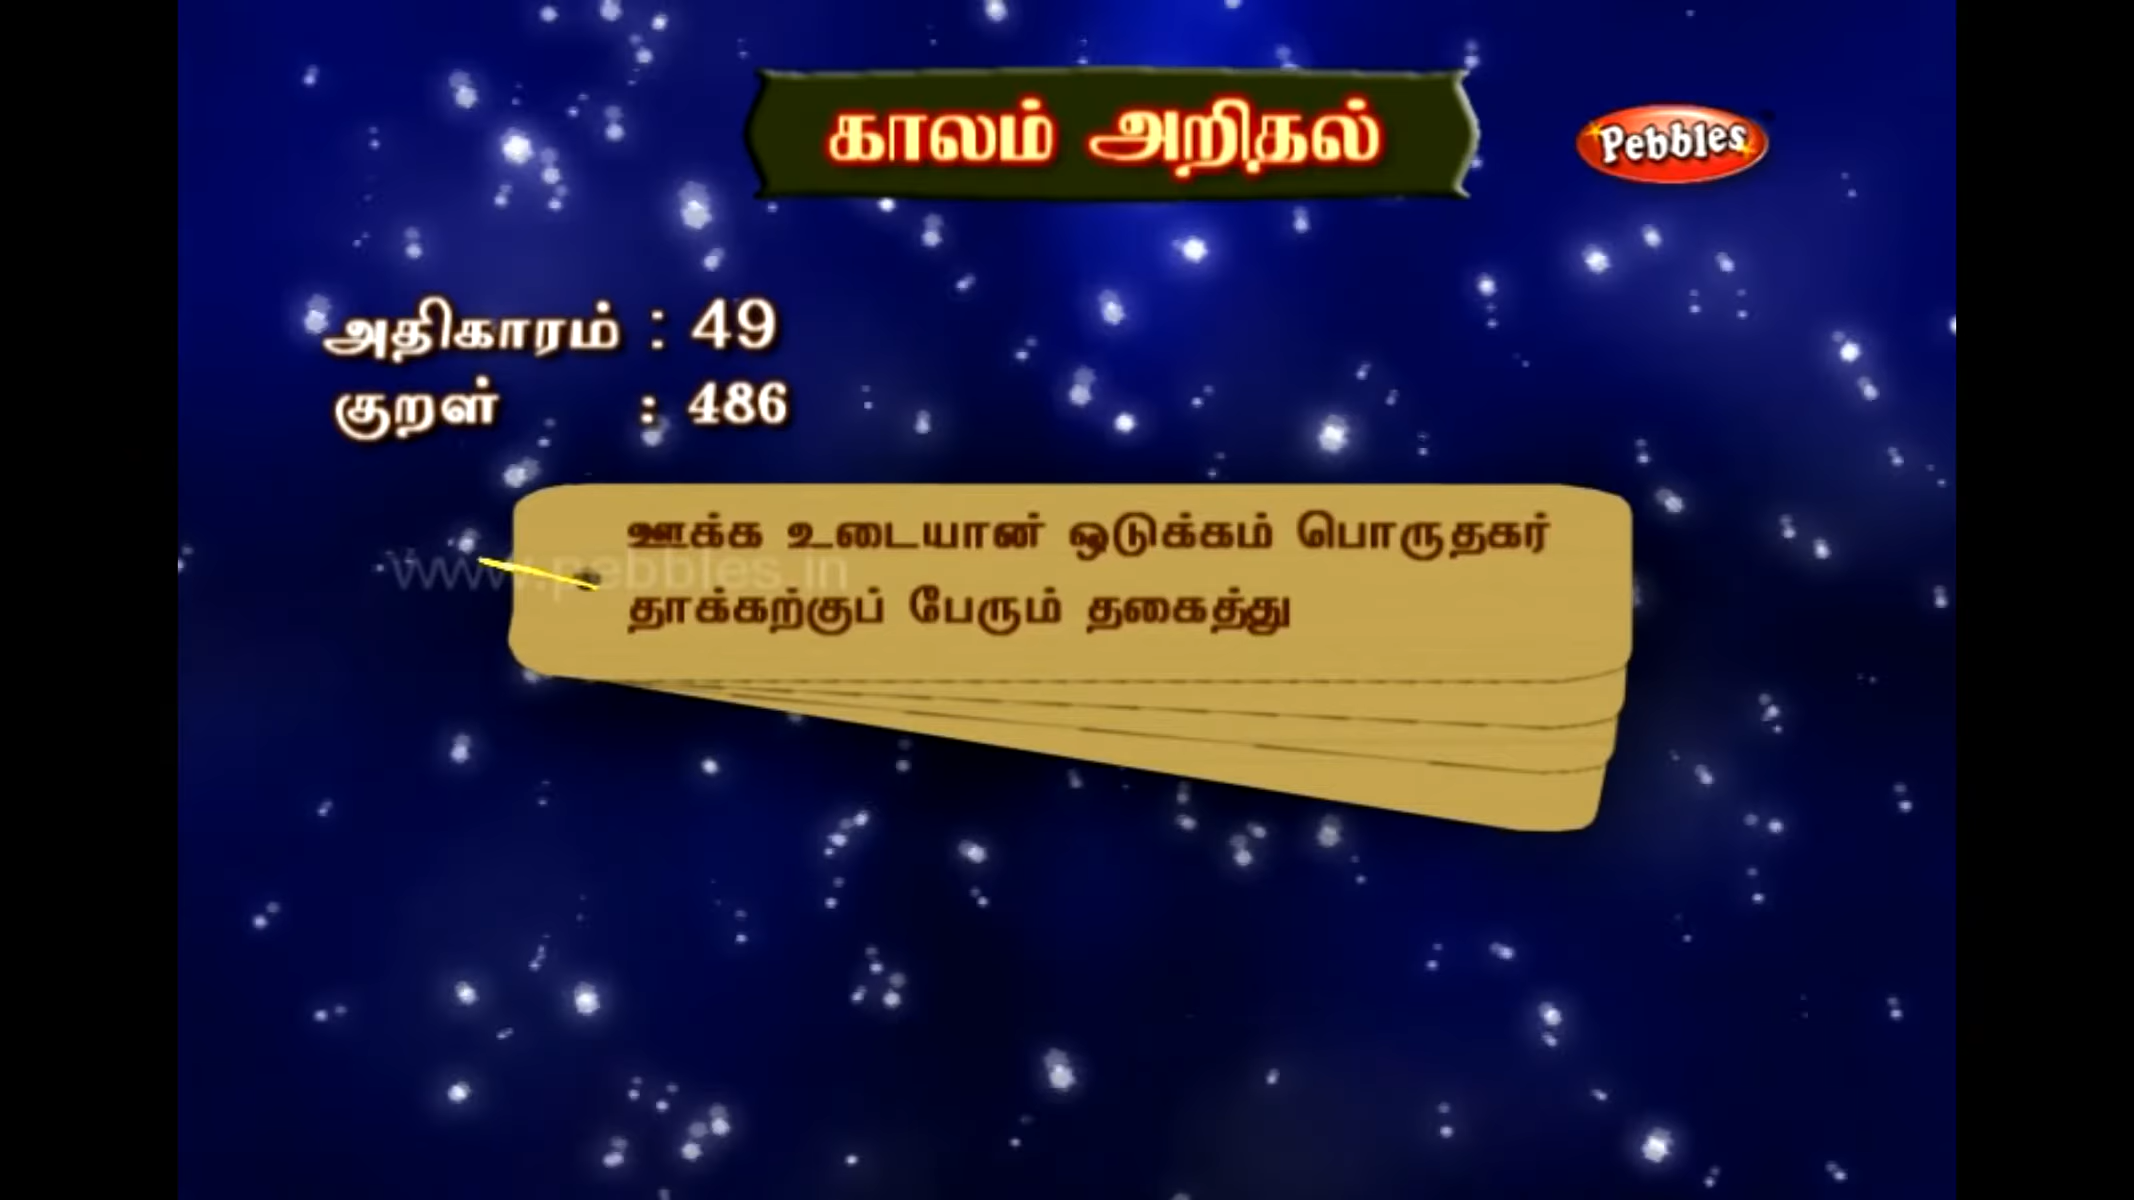 காலம் அறிதல்
Pebbles
அதிகாரம் : 49
குறள் : 486
ஊக்க உடையான் ஒடுக்கம் பொருதகர்
www.pebbles.in
தாக்கற்குப் பேரும் தகைத்து